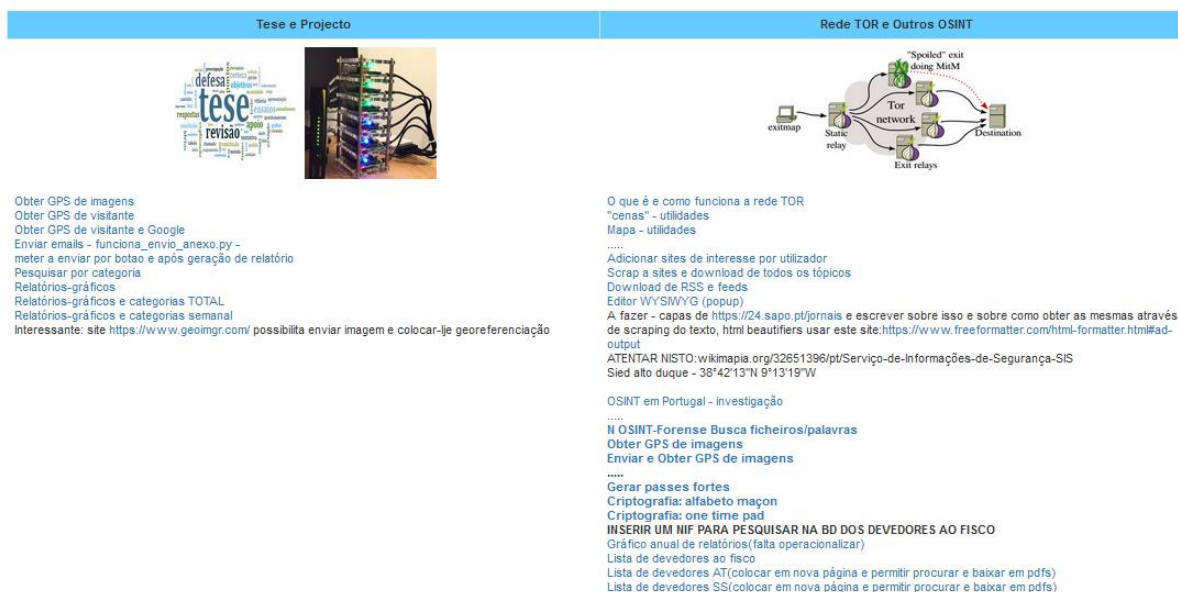 Tese e Projecto
Rede TOR e Outros OSINT
defesa
objetivos
tese
ensaios
respostas
apoio
revisão
"Spoiled" exit
doing MitM
Tor
network
exitmap
Static
relay
Destination
Exit relays
Obter GPS de imagens
Obter GPS de visitante
Obter GPS de visitante e Google
Enviar emails - funciona_envio_anexo.py -
meter a enviar por botao e após geração de relatório
Pesquisar por categoria
Relatórios-gráficos
Relatórios-gráficos e categorias TOTAL
Relatórios-gráficos e categorias semanal
Interessante: site https://www.geoimgr.com/ possibilita enviar imagem e colocar-lje georeferenciação
O que é e como funciona a rede TOR
"cenas" - utilidades
Mapa - utilidades
.....
Adicionar sites de interesse por utilizador
Scrap a sites e download de todos os tópicos
Download de RSS e feeds
Editor WYSIWYG (popup)
A fazer - capas de https://24.sapo.pt/jornais e escrever sobre isso e sobre como obter as mesmas através
de scraping do texto, html beautifiers usar este site:https://www.freeformatter.com/html-formatter.html#ad-
output
ATENTAR NISTO:wikimapia.org/32651396/pt/Serviço-de-Informações-de-Segurança-SIS
Sied alto duque - 38°42'13"N 9°13'19"W
OSINT em Portugal - investigação
.....
N OSINT-Forense Busca ficheiros/palavras
Obter GPS de imagens
Enviar e Obter GPS de imagens
.....
Gerar passes fortes
Criptografia: alfabeto maçon
Criptografia: one time pad
INSERIR UM NIF PARA PESQUISAR NA BD DOS DEVEDORES AO FISCO
Gráfico anual de relatórios(falta operacionalizar)
Lista de devedores ao fisco
Lista de devedores AT(colocar em nova página e permitir procurar e baixar em pdfs)
Lista de devedores SS(colocar em nova página e permitir procurar e baixar em pdfs)